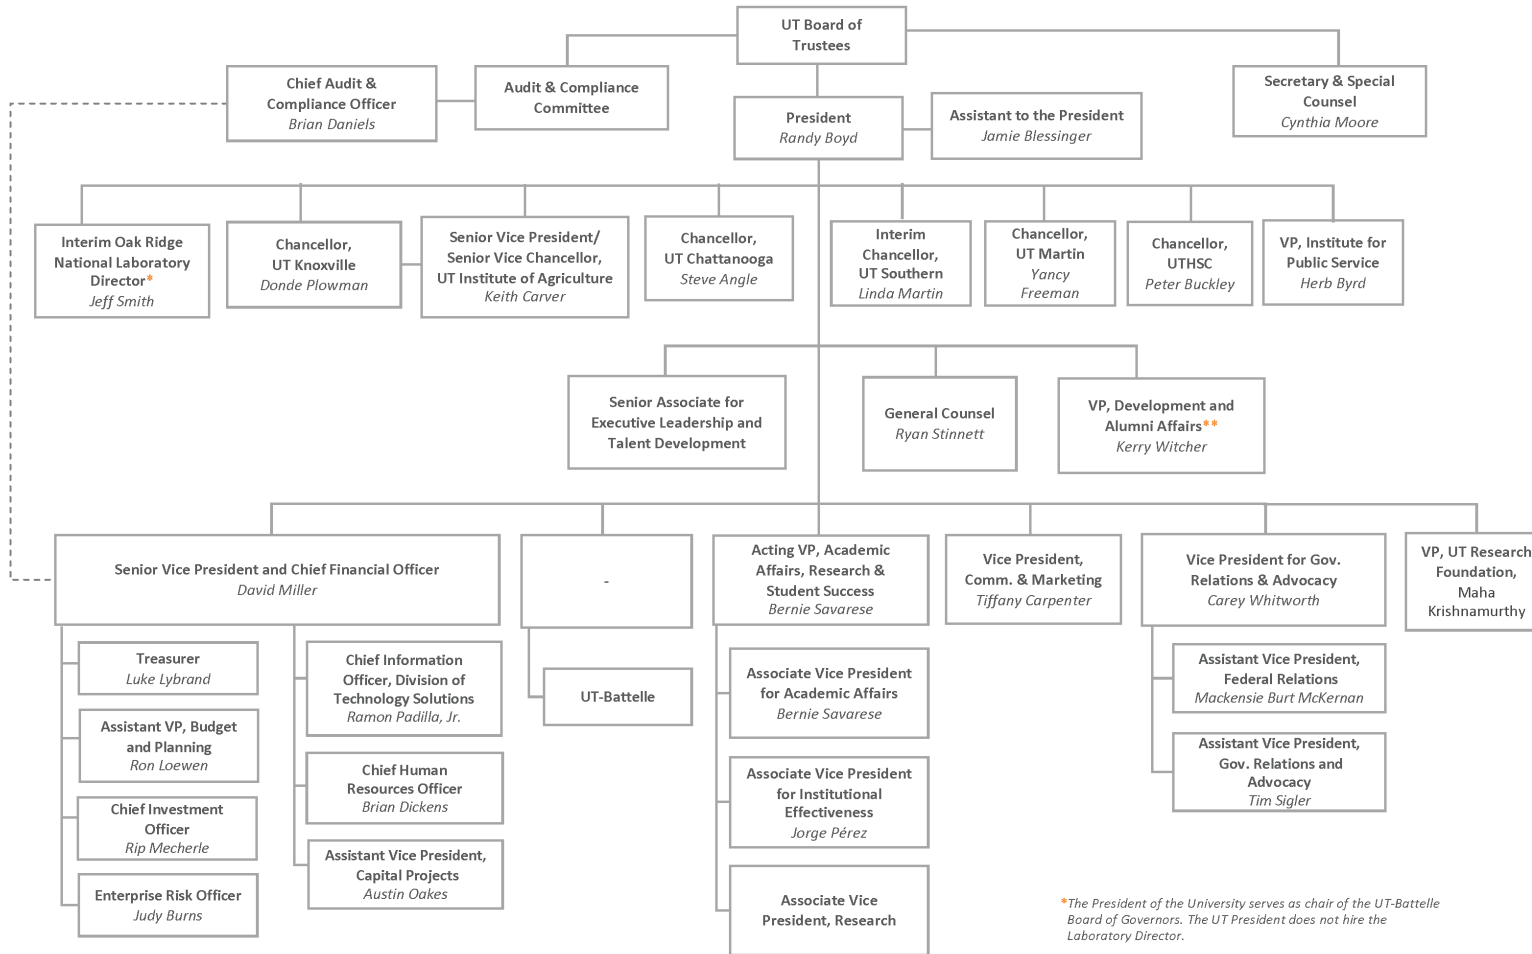 UT Board of
Trustees
Chief Audit &
Compliance Officer
Brian Daniels
Audit & Compliance
Committee
President
Randy Boyd
Assistant to the President
Jamie Blessinger
Secretary & Special
Counsel
Cynthia Moore
Interim Oak Ridge
National Laboratory
Director*
Jeff Smith
Chancellor,
UT Knoxville
Donde Plowman
Senior Vice President/
Senior Vice Chancellor,
UT Institute of Agriculture
Keith Carver
Chancellor,
UT Chattanooga
Steve Angle
Interim
Chancellor,
UT Southern
Linda Martin
Chancellor,
UT Martin
Yancy
Freeman
Chancellor,
UTHSC
Peter Buckley
VP, Institute for
Public Service
Herb Byrd
Senior Associate for
Executive Leadership and
Talent Development
General Counsel
Ryan Stinnett
VP, Development and
Alumni Affairs**
Kerry Witcher
Senior Vice President and Chief Financial Officer
David Miller
-
Acting VP, Academic
Affairs, Research &
Student Success
Bernie Savarese
Vice President,
Comm. & Marketing
Tiffany Carpenter
Vice President for Gov.
Relations & Advocacy
Carey Whitworth
VP, UT Research
Foundation,
Maha
Krishnamurthy
Treasurer
Luke Lybrand
Assistant VP, Budget
and Planning
Ron Loewen
Chief Investment
Officer
Rip Mecherle
Enterprise Risk Officer
Judy Burns
Chief Information
Officer, Division of
Technology Solutions
Ramon Padilla, Jr.
Chief Human
Resources Officer
Brian Dickens
Assistant Vice President,
Capital Projects
Austin Oakes
UT-Battelle
Associate Vice President
for Academic Affairs
Bernie Savarese
Associate Vice President
for Institutional
Effectiveness
Jorge Pérez
Associate Vice
President, Research
Assistant Vice President,
Federal Relations
Mackensie Burt McKernan
Assistant Vice President,
Gov. Relations and
Advocacy
Tim Sigler
*The President of the University serves as chair of the UT-Battelle
Board of Governors. The UT President does not hire the
Laboratory Director.